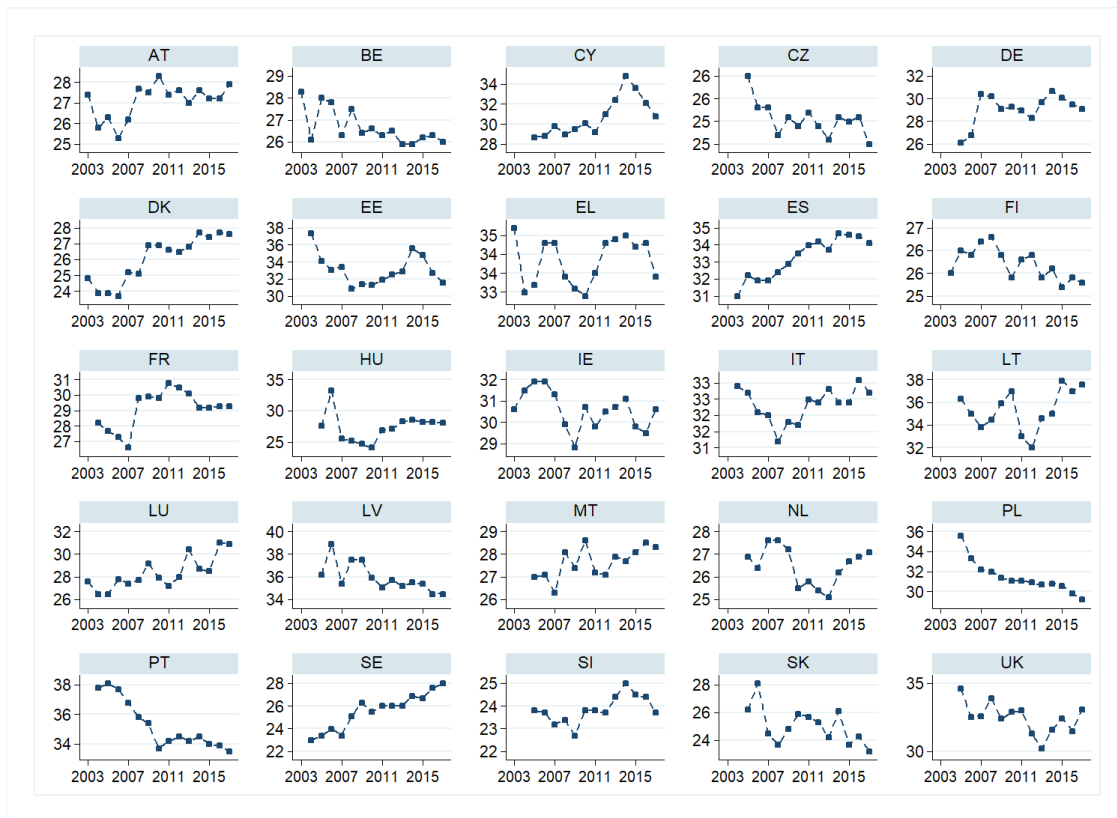 AT BE CY CZ DE
28 29 34 26 32
27 28 32 26 30
26 27 30 25 28
25 26 28 25 26
2003 2007 2011 2015 2003 2007 2011 2015 2003 2007 2011 2015 2003 2007 2011 2015 2003 2007 2011 2015
DK EE EL ES FI
28 38 35 35 27
27 36 34 34 26
26 34 34 33 26
25 32 33 32 25
24 30 31
2003 2007 2011 2015 2003 2007 2011 2015 2003 2007 2011 2015 2003 2007 2011 2015 2003 2007 2011 2015
FR HU IE IT LT
31 35 32 33 38
30 30 31 32 36
29 25 30 32 34
28 29 31 32
27 31
2003 2007 2011 2015 2003 2007 2011 2015 2003 2007 2011 2015 2003 2007 2011 2015 2003 2007 2011 2015
LU LV MT NL PL
32 40 29 28 36
30 38 28 27 34
28 36 27 26 32
26 34 26 25 30
2003 2007 2011 2015 2003 2007 2011 2015 2003 2007 2011 2015 2003 2007 2011 2015 2003 2007 2011 2015
PT SE SI SK UK
38 28 25 28 35
36 26 24 26 30
34 24 23 24
22 22
2003 2007 2011 2015 2003 2007 2011 2015 2003 2007 2011 2015 2003 2007 2011 2015 2003 2007 2011 2015